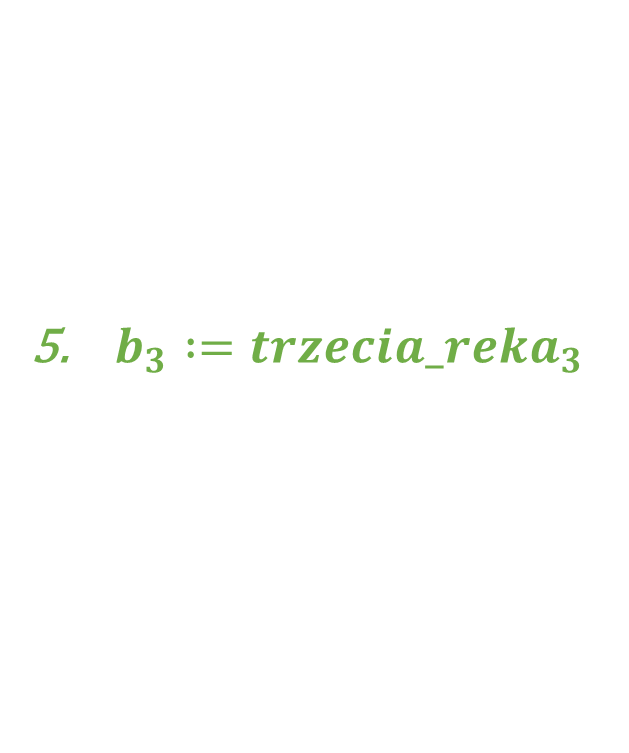 5. b₃ := trzecia_reka₃